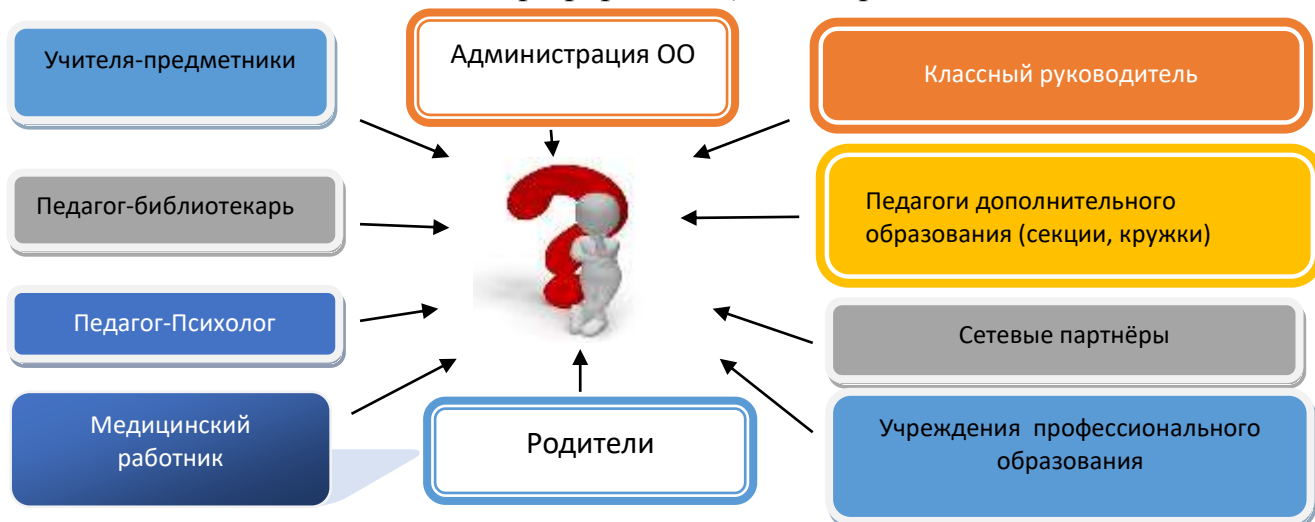 Учителя-предметники
Администрация ОО
Классный руководитель
Педагог-библиотекарь
Педагоги дополнительного
образования (секции, кружки)
Педагог-Психолог
Сетевые партнёры
Медицинский
работник
Родители
Учреждения профессионального
образования